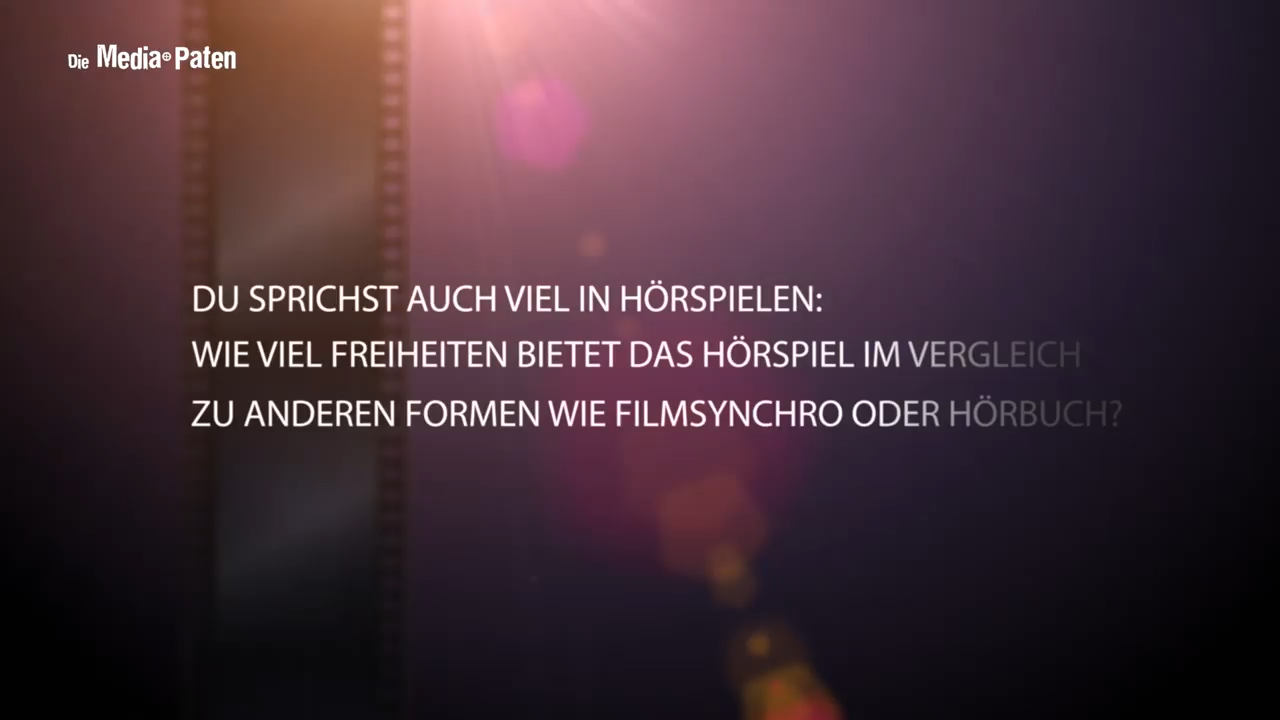 Die Media Paten
DU SPRICHST AUCH VIEL IN HÖRSPIELEN:
WIE VIEL FREIHEITEN BIETET DAS HÖRSPIEL IM VERGLEICH
ZU ANDEREN FORMEN WIE FILMSYNCHRO ODER HÖRBUCH?